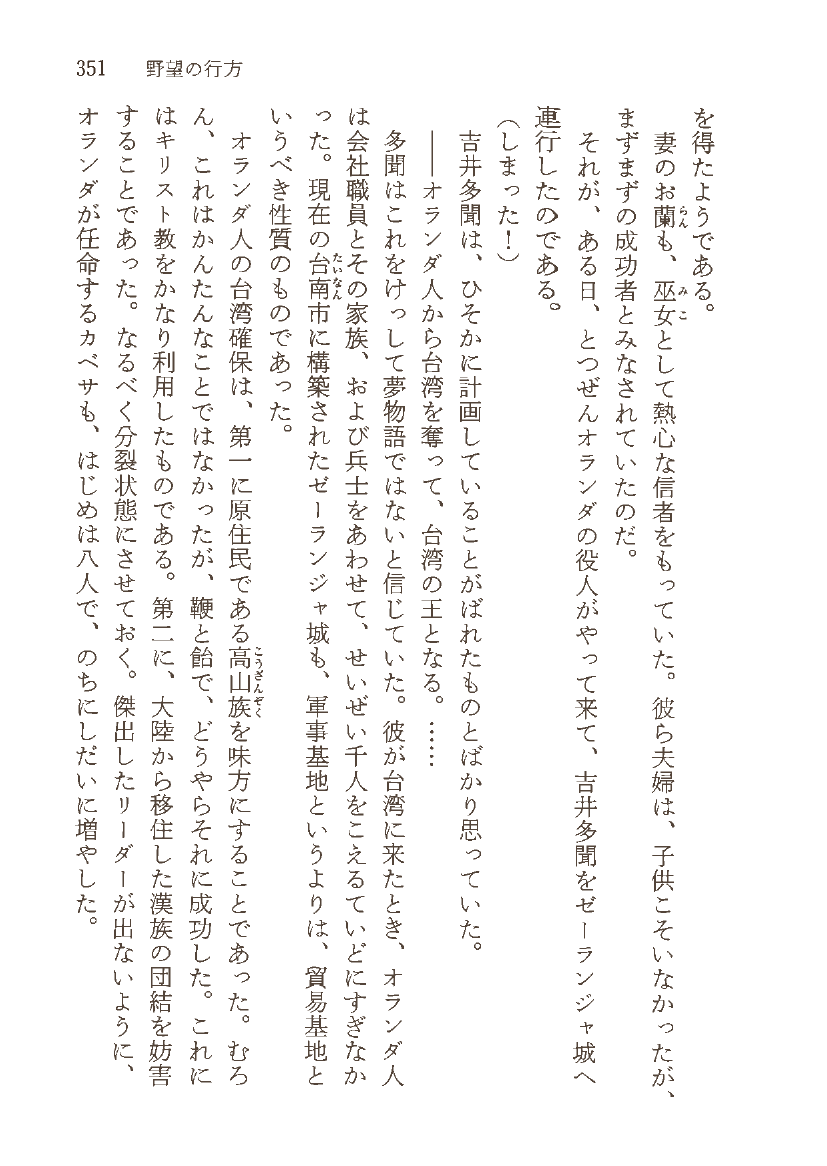 351 野望の行方
を得たようである。
妻のお蘭も、巫女として熱心な信者をもっていた。彼ら夫婦は、子供こそいなかったが、
まずまずの成功者とみなされていたのだ。
それが、ある日、とつぜんオランダの役人がやって来て、吉井多聞をゼーランジャ城へ
連行したのである。
（しまった！）
吉井多聞は、ひそかに計画していることがばれたものとばかり思っていた。
――オランダ人から台湾を奪って、台湾の王となる。……
多聞はこれをけっして夢物語ではないと信じていた。彼が台湾に来たとき、オランダ人
は会社職員とその家族、および兵士をあわせて、せいぜい千人をこえるていどにすぎなか
った。現在の台南市に構築されたゼーランジャ城も、軍事基地というよりは、貿易基地と
いうべき性質のものであった。
オランダ人の台湾確保は、第一に原住民である高山族を味方にすることであった。むろ
ん、これはかんたんなことではなかったが、鞭と飴で、どうやらそれに成功した。これに
はキリスト教をかなり利用したものである。第二に、大陸から移住した漢族の団結を妨害
することであった。なるべく分裂状態にさせておく。傑出したリーダーが出ないように、
オランダが任命するカベサも、はじめは八人で、のちにしだいに増やした。
らん
みこ
たいなん
こうざんぞく